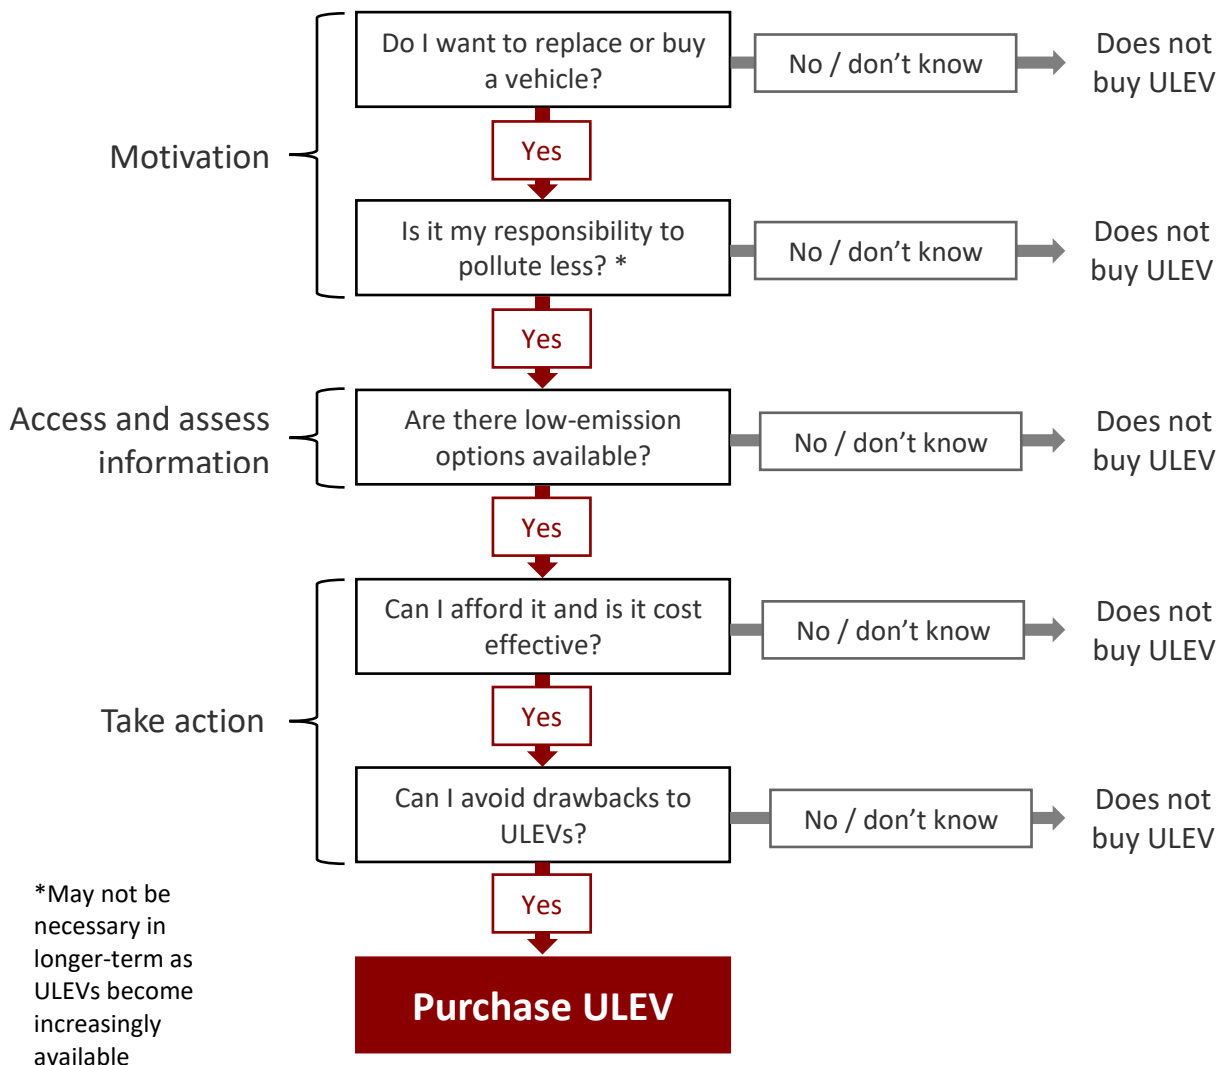 Do I want to replace or buy
a vehicle?
No / don't know
Does not
buy ULEV
Yes
Motivation
Is it my responsibility to
pollute less? *
No / don't know
Does not
buy ULEV
Yes
Access and assess
information
Are there low-emission
options available?
No / don't know
Does not
buy ULEV
Yes
Can I afford it and is it cost
effective?
No / don't know
Does not
buy ULEV
Take action
Yes
Can I avoid drawbacks to
ULEVs?
No / don't know
Does not
buy ULEV
Yes
Purchase ULEV
*May not be
necessary in
longer-term as
ULEVs become
increasingly
available